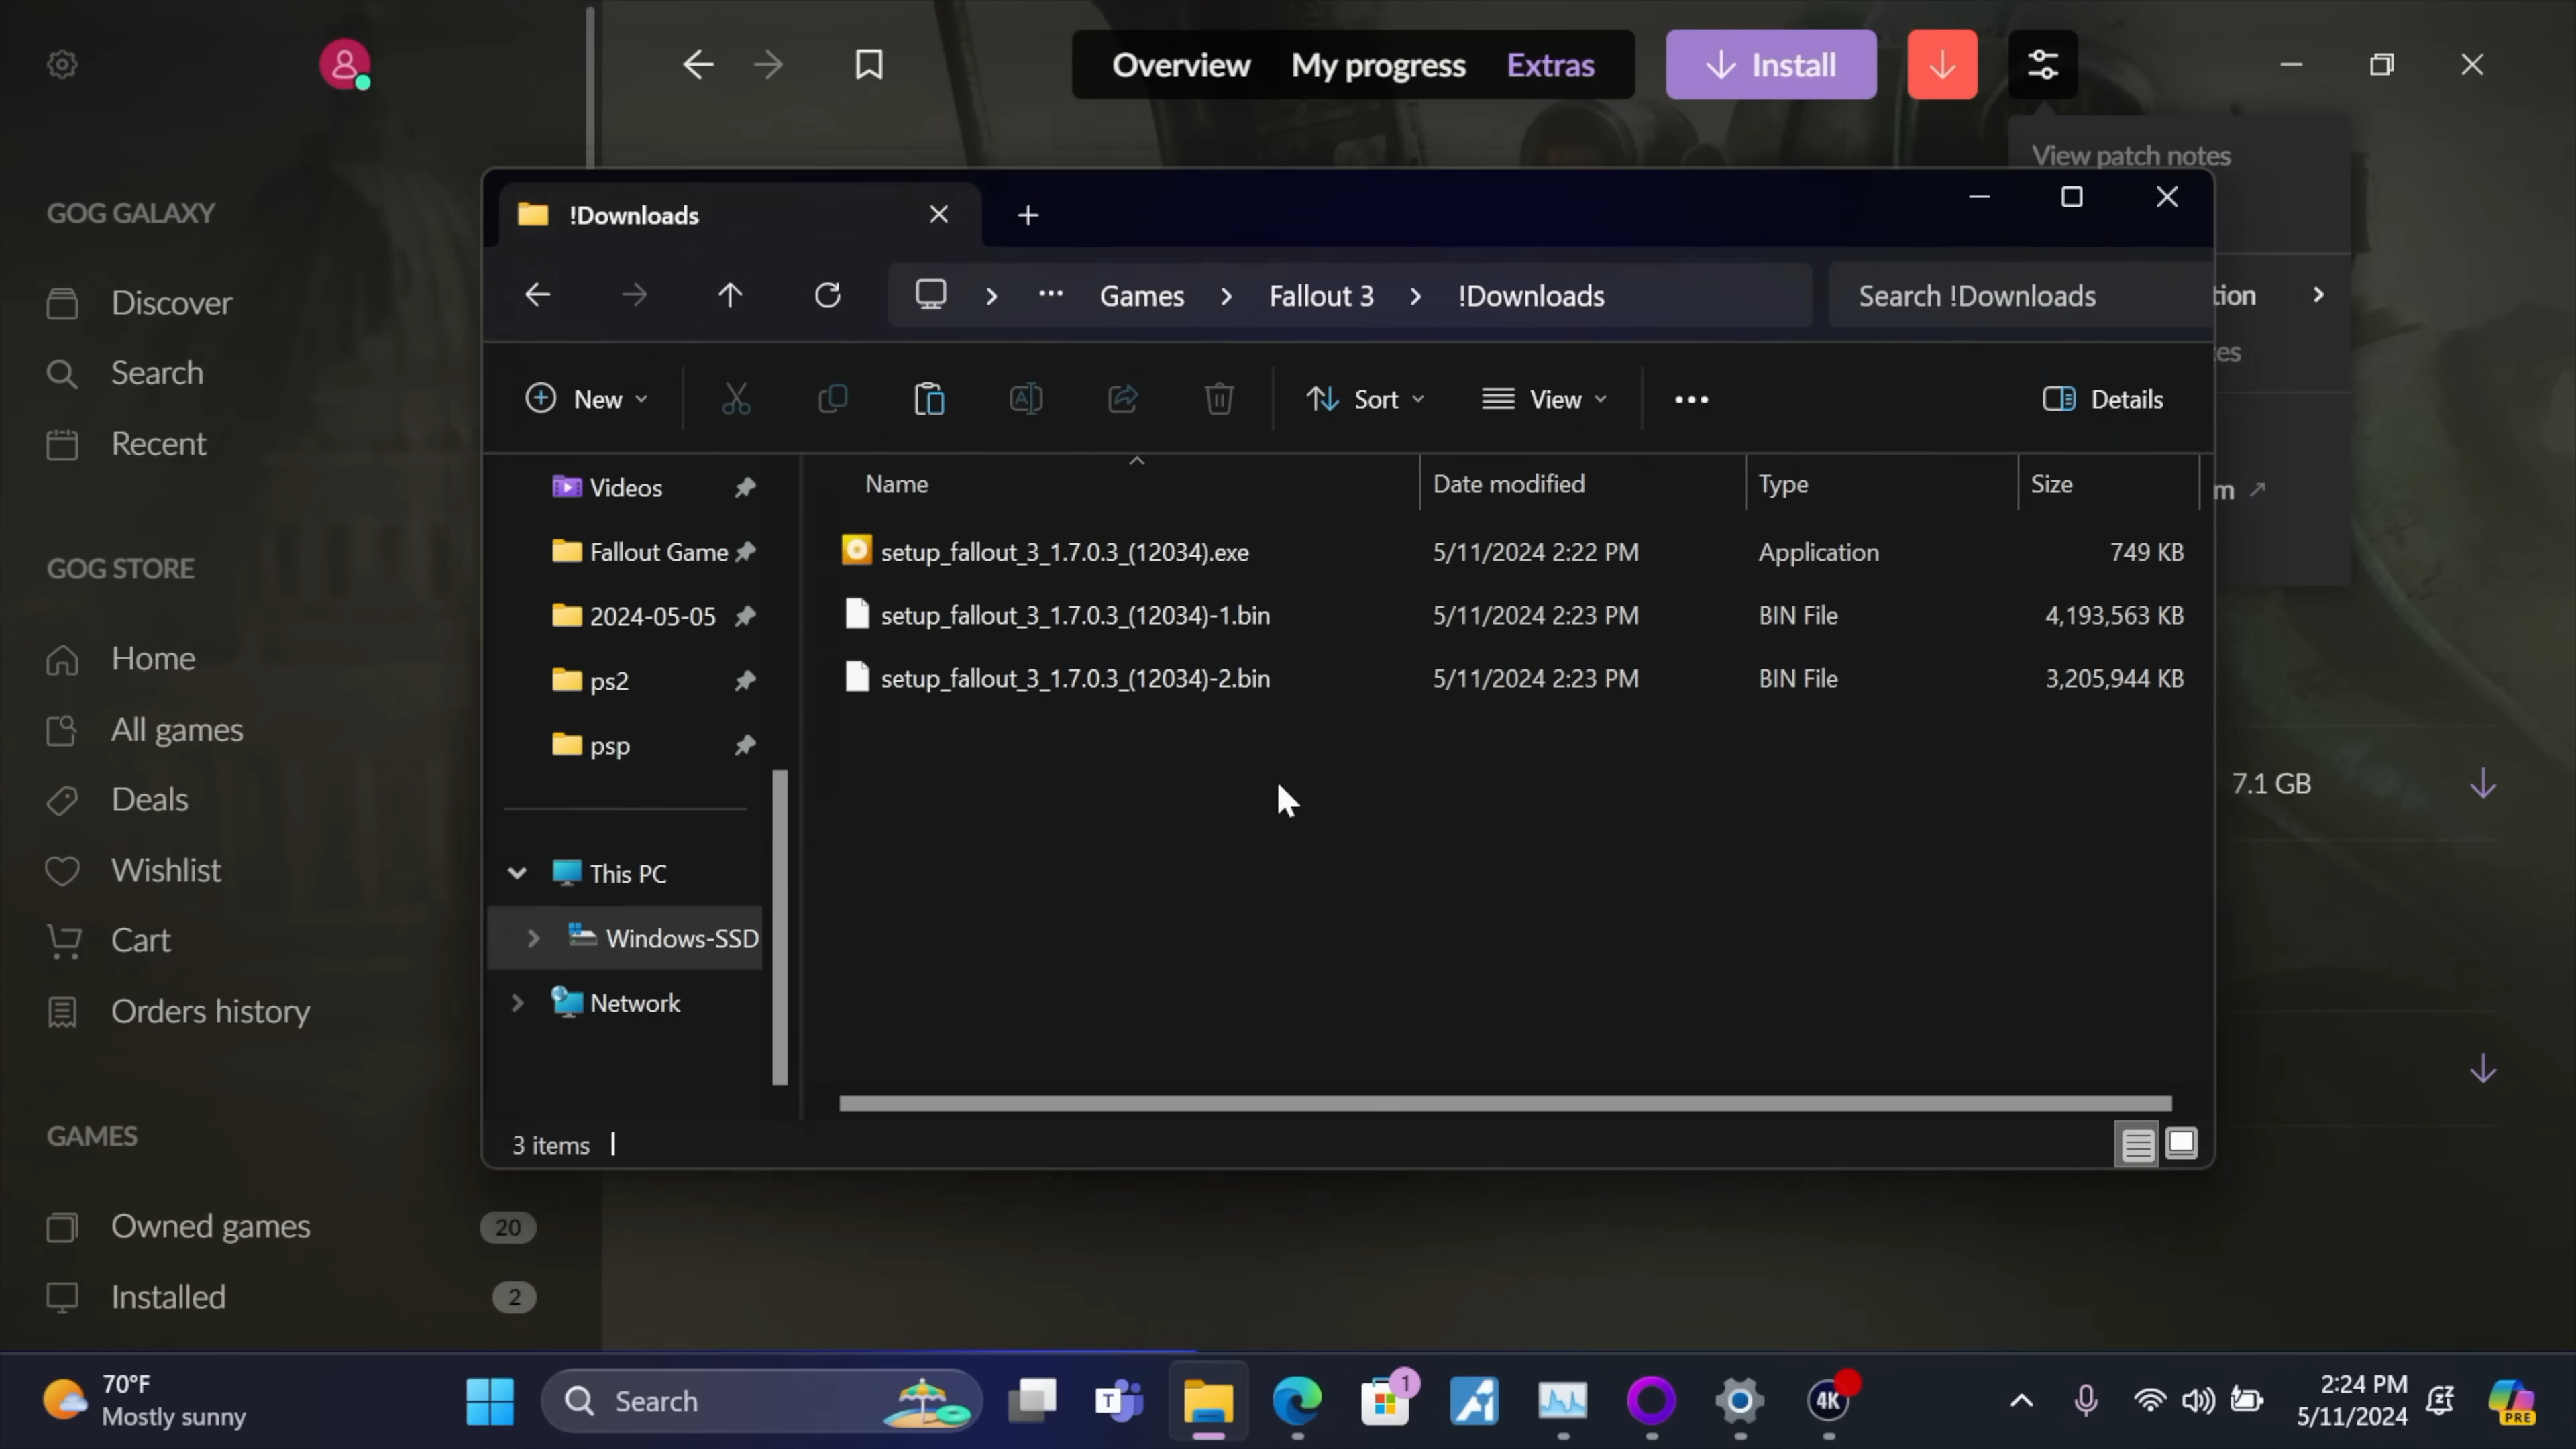 Overview My progress Extras Install
View patch notes
GOG GALAXY
Discover
Search
Recent
GOG STORE
Home
All games
Deals
Wishlist
Cart
Orders history
GAMES
Owned games 20
Installed 2
!Downloads
Games Fallout 3 !Downloads Search !Downloads
New Sort View Details
Videos
Fallout Game
2024-05-05
ps2
psp
This PC
Windows-SSD
Network
Name Date modified Type Size
setup_fallout_3_1.7.0.3_(12034).exe 5/11/2024 2:22 PM Application 749 KB
setup_fallout_3_1.7.0.3_(12034)-1.bin 5/11/2024 2:23 PM BIN File 4,193,563 KB
setup_fallout_3_1.7.0.3_(12034)-2.bin 5/11/2024 2:23 PM BIN File 3,205,944 KB
3 items
7.1 GB
70°F
Mostly sunny
Search
T
1
4K
2:24 PM
5/11/2024
PRE